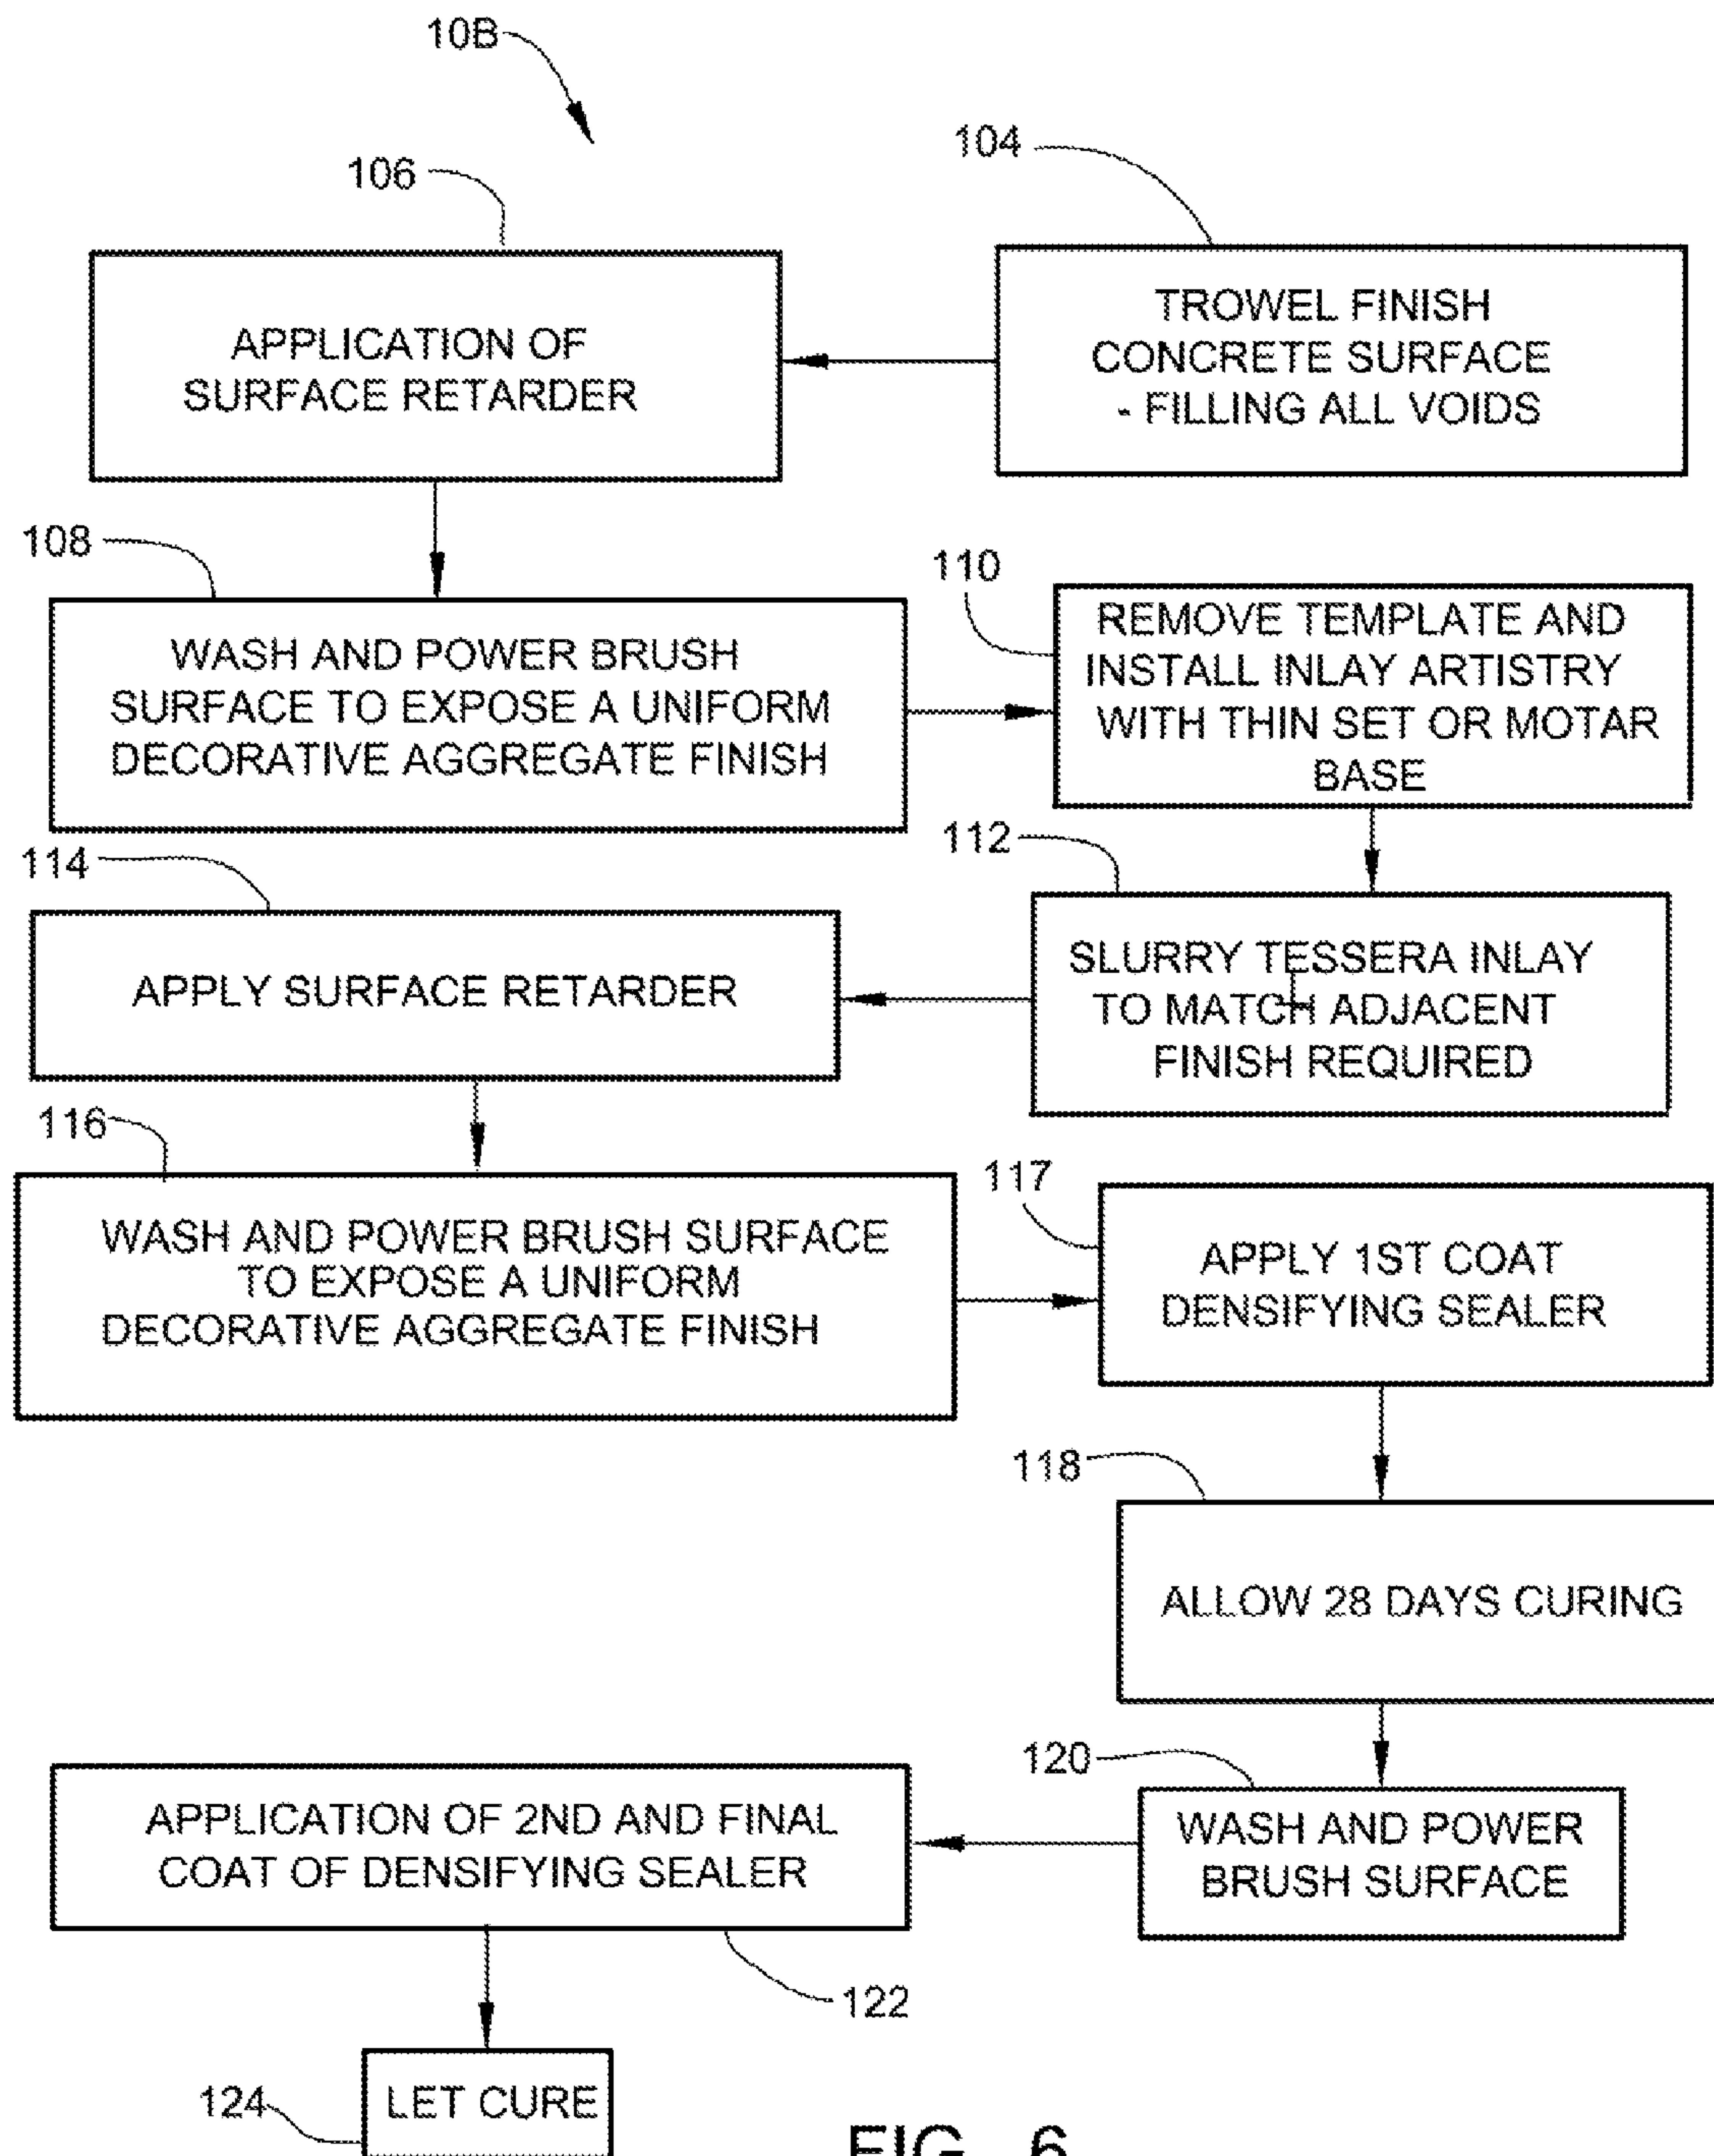 10B
104
106
TROWEL FINISH
CONCRETE SURFACE
- FILLING ALL VOIDS
APPLICATION OF
SURFACE RETARDER
108
WASH AND POWER BRUSH
SURFACE TO EXPOSE A UNIFORM
DECORATIVE AGGREGATE FINISH
110
REMOVE TEMPLATE AND
INSTALL INLAY ARTISTRY
WITH THIN SET OR MOTAR
BASE
112
SLURRY TESSERA INLAY
TO MATCH ADJACENT
FINISH REQUIRED
114
APPLY SURFACE RETARDER
116
WASH AND POWER BRUSH SURFACE
TO EXPOSE A UNIFORM
DECORATIVE AGGREGATE FINISH
117
APPLY 1ST COAT
DENSIFYING SEALER
118
ALLOW 28 DAYS CURING
120
WASH AND POWER
BRUSH SURFACE
APPLICATION OF 2ND AND FINAL
COAT OF DENSIFYING SEALER
122
124
LET CURE
FIG. 6